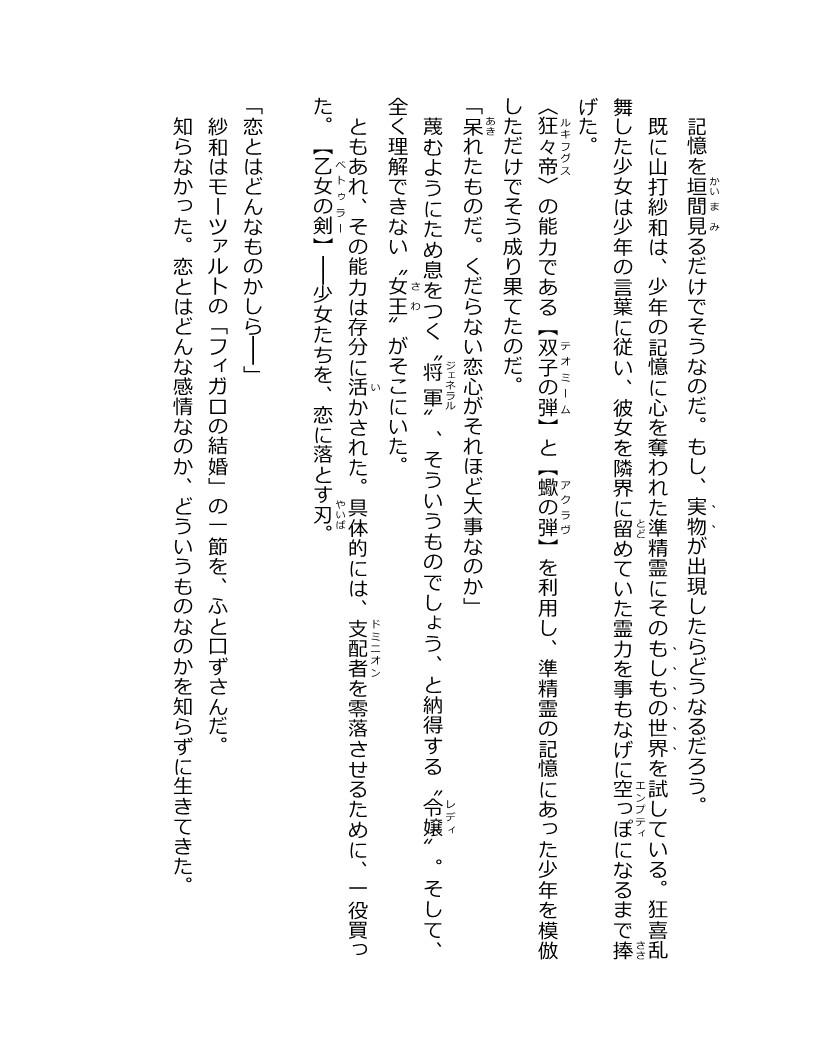 記憶を垣間見るだけでそうなのだ。もし、実物が出現したらどうなるだろう。
既に山打紗和は、少年の記憶に心を奪われた準精霊にそのもしもの世界を試している。狂喜乱
舞した少女は少年の言葉に従い、彼女を隣界に留めていた霊力を事もなげに空っぽになるまで捧
げた。
〈狂々帝〉の能力である【双子の弾】と【蠍の弾】を利用し、準精霊の記憶にあった少年を模倣
しただけでそう成り果てたのだ。
「呆れたものだ。くだらない恋心がそれほど大事なのか」
蔑むようにため息をつく〝将軍〟、そういうものでしょう、と納得する〝令嬢〟。そして、
全く理解できない〝女王〟がそこにいた。
ともあれ、その能力は存分に活かされた。具体的には、支配者を零落させるために、一役買っ
た。【乙女の剣】――少女たちを、恋に落とす刃。
「恋とはどんなものかしら――」
紗和はモーツァルトの「フィガロの結婚」の一節を、ふと口ずさんだ。
知らなかった。恋とはどんな感情なのか、どういうものなのかを知らずに生きてきた。